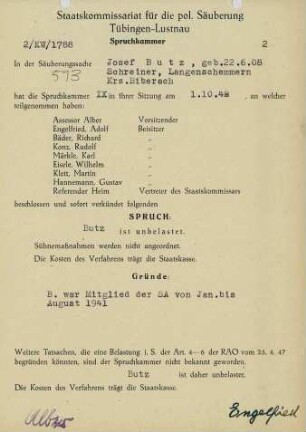 Staatskommissariat für die pol. Säuberung
Tübingen-Lustnau
2/KW/1788 Spruchkammer 2
In der Säuberungssache Josef Butz, geb.22.6.08
573 Schreiner, Langenschemmern
Krs.Biberach
hat die Spruchkammer IX in ihrer Sitzung am 1.10.48 , an welcher
teilgenommen haben:
Assessor Alber Vorsitzender
Engelfried, Adolf Beisitzer
Bäder, Richard "
Konz, Rudolf "
Märkle, Karl "
Eisele, Wilhelm "
Klett, Martin "
Hannemann, Gustav "
Referender Heim Vertreter des Staatskommissars
beschlossen und sofort verkündet folgenden
SPRUCH:
Butz ist unbelastet.
Sühnemaßnahmen werden nicht angeordnet.
Die Kosten des Verfahrens trägt die Staatskasse.
Gründe:
B. war Mitglied der SA von Jan.bis
August 1941
Weitere Tatsachen, die eine Belastung i. S. der Art. 4—6 der RAO vom 25. 4. 47
begründen könnten, sind der Spruchkammer nicht bekannt geworden.
Butz ist daher unbelastet.
Die Kosten des Verfahrens trägt die Staatskasse.
Alber Engelfried